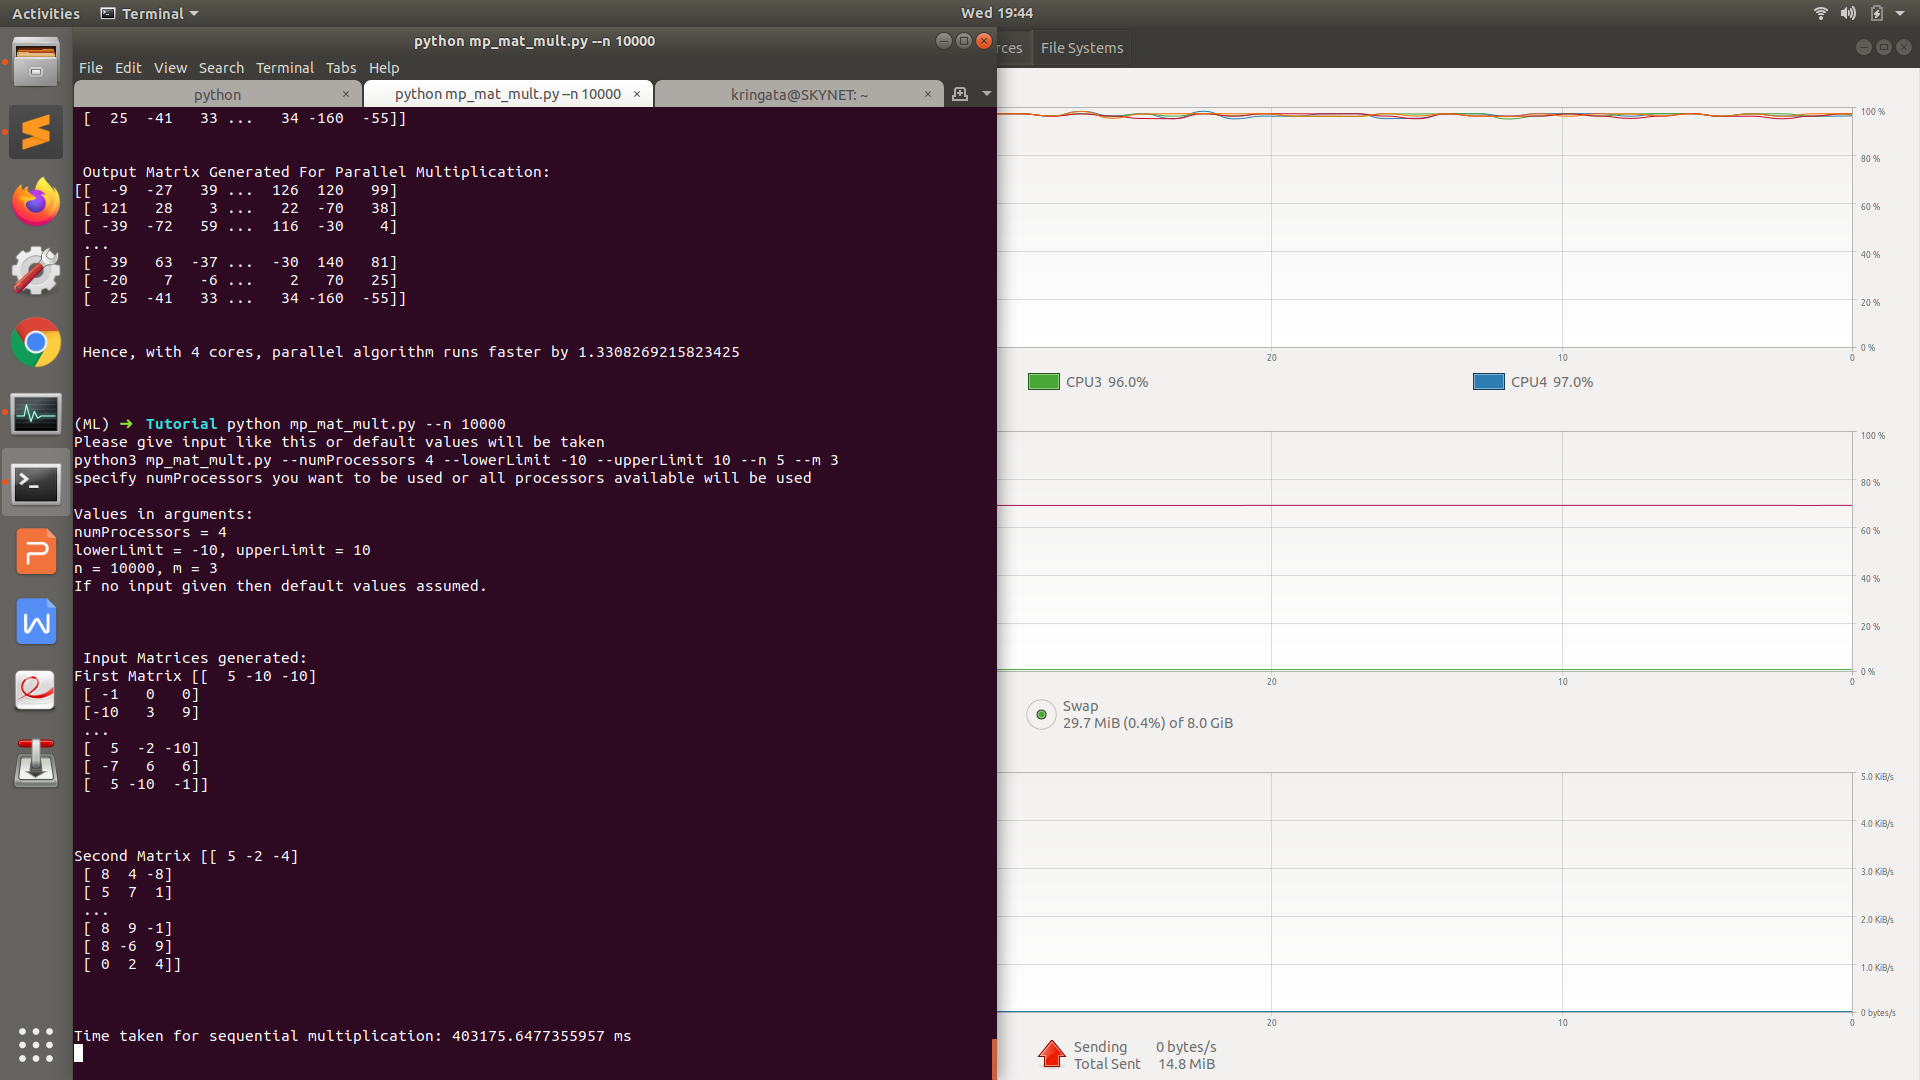 Activities Terminal Wed 19:44
python mp_mat_mult.py --n 10000
rces File Systems
File Edit View Search Terminal Tabs Help
python × python mp_mat_mult.py --n 10000 × kringata@SKYNET: ~ ×
[  25  -41   33 ...   34 -160  -55]]
Output Matrix Generated For Parallel Multiplication:
[[  -9  -27   39 ...  126  120   99]
[ 121   28    3 ...   22  -70   38]
[ -39  -72   59 ...  116  -30    4]
...
[  39   63  -37 ...  -30  140   81]
[ -20    7   -6 ...    2   70   25]
[  25  -41   33 ...   34 -160  -55]]
Hence, with 4 cores, parallel algorithm runs faster by 1.3308269215823425
(ML) ➜  Tutorial python mp_mat_mult.py --n 10000
Please give input like this or default values will be taken
python3 mp_mat_mult.py --numProcessors 4 --lowerLimit -10 --upperLimit 10 --n 5 --m 3
specify numProcessors you want to be used or all processors available will be used
Values in arguments:
numProcessors = 4
lowerLimit = -10, upperLimit = 10
n = 10000, m = 3
If no input given then default values assumed.
Input Matrices generated:
First Matrix [[  5 -10 -10]
[ -1   0   0]
[-10   3   9]
...
[  5  -2 -10]
[ -7   6   6]
[  5 -10  -1]]
Second Matrix [[ 5 -2 -4]
[ 8  4 -8]
[ 5  7  1]
...
[ 8  9 -1]
[ 8 -6  9]
[ 0  2  4]]
Time taken for sequential multiplication: 403175.6477355957 ms
100 %
80 %
60 %
40 %
20 %
0 %
20 10 0
CPU3 96.0% CPU4 97.0%
100 %
80 %
60 %
40 %
20 %
0 %
20 10 0
Swap
29.7 MiB (0.4%) of 8.0 GiB
5.0 KiB/s
4.0 KiB/s
3.0 KiB/s
2.0 KiB/s
1.0 KiB/s
0 bytes/s
20 10 0
Sending 0 bytes/s
Total Sent 14.8 MiB